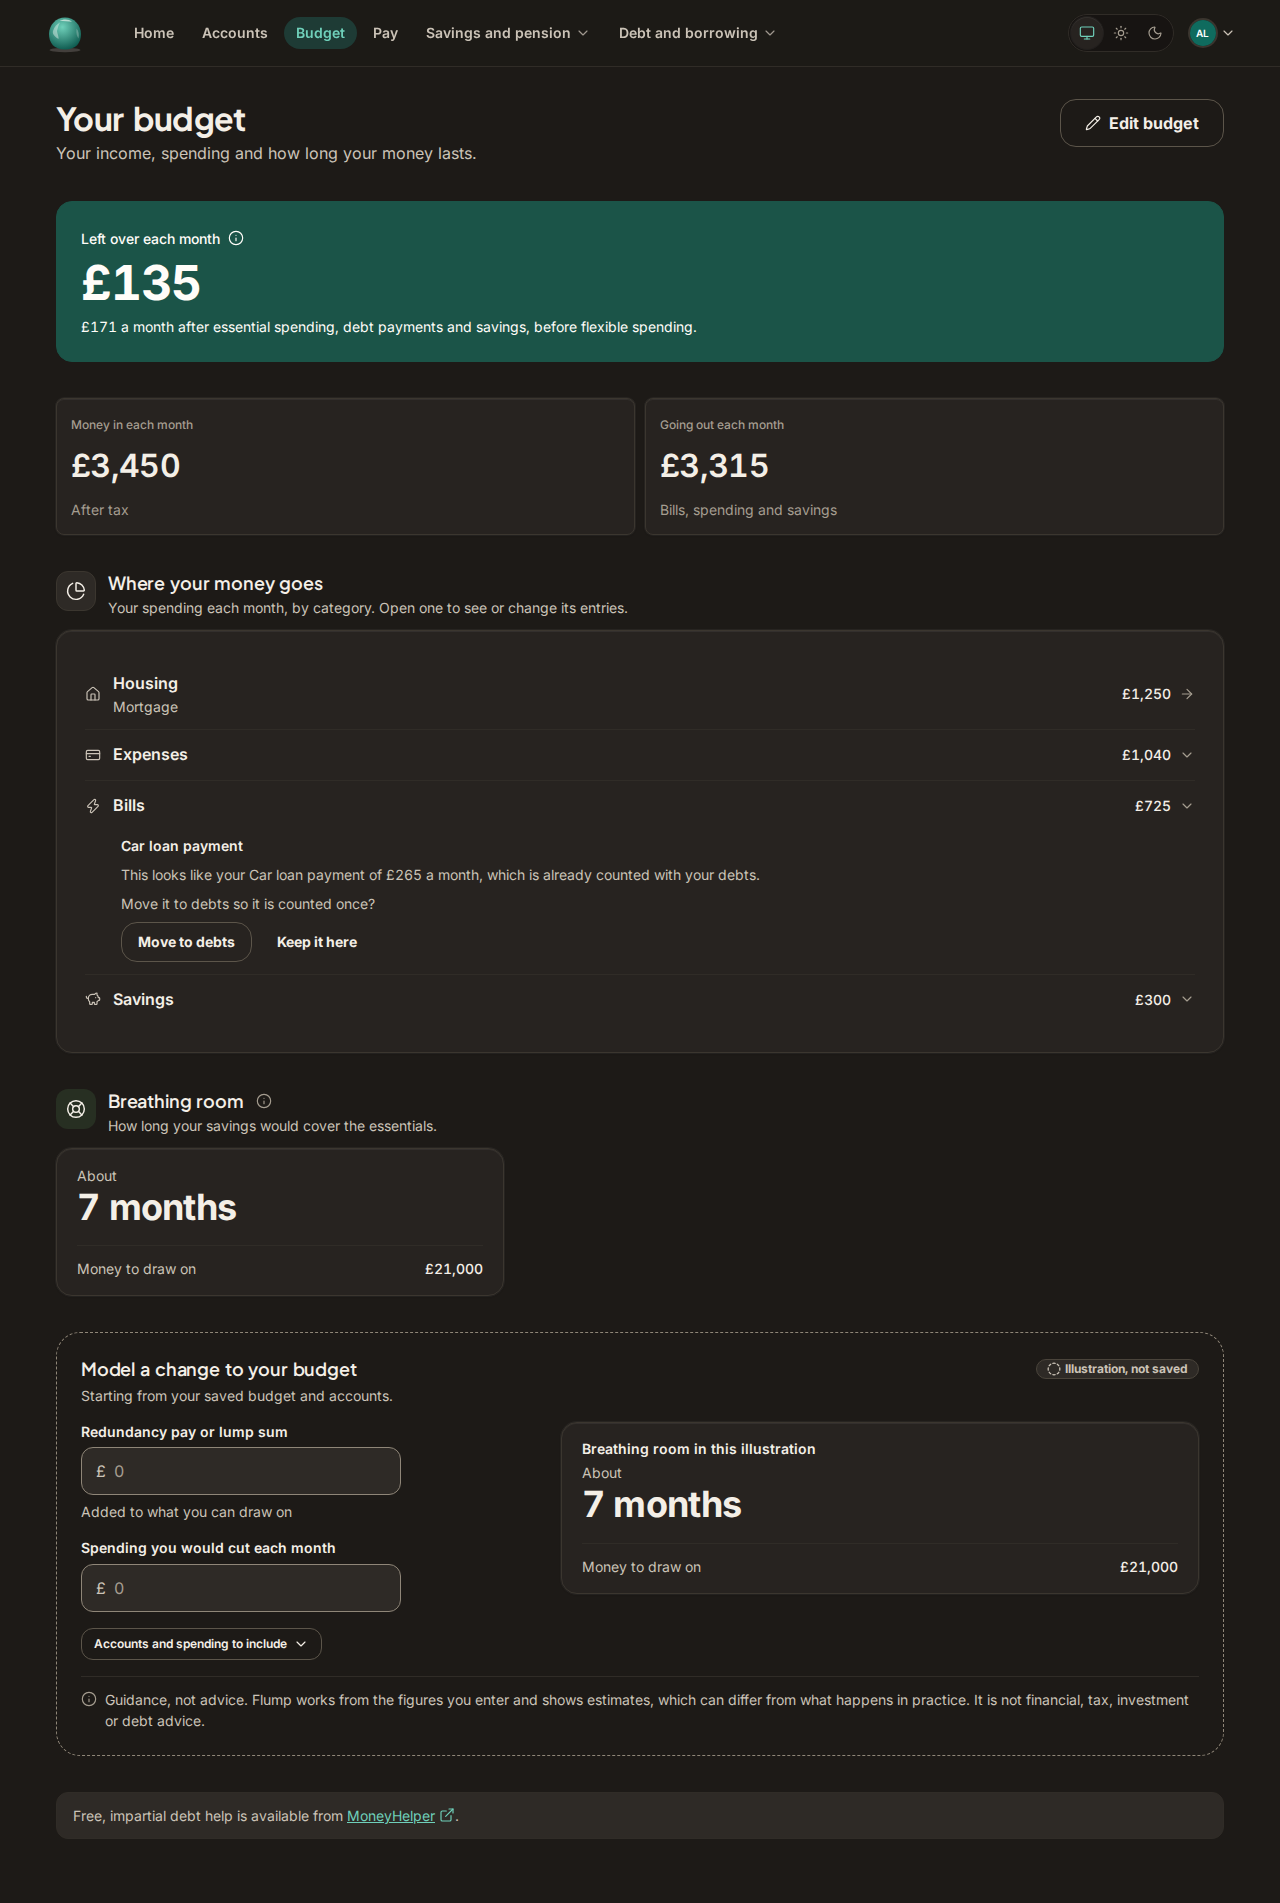 Home
Accounts
Budget
Pay
Savings and pension
Debt and borrowing
AL
Your budget
Your income, spending and how long your money lasts.
Edit budget
Left over each month
£135
£171 a month after essential spending, debt payments and savings, before flexible spending.
Money in each month
£3,450
After tax
Going out each month
£3,315
Bills, spending and savings
Where your money goes
Your spending each month, by category. Open one to see or change its entries.
Housing
Mortgage
£1,250
Expenses
£1,040
Bills
£725
Car loan payment
This looks like your Car loan payment of £265 a month, which is already counted with your debts.
Move it to debts so it is counted once?
Move to debts
Keep it here
Savings
£300
Breathing room
How long your savings would cover the essentials.
About
7 months
Money to draw on
£21,000
Model a change to your budget
Illustration, not saved
Starting from your saved budget and accounts.
Redundancy pay or lump sum
£ 0
Added to what you can draw on
Spending you would cut each month
£ 0
Accounts and spending to include
Breathing room in this illustration
About
7 months
Money to draw on
£21,000
Guidance, not advice. Flump works from the figures you enter and shows estimates, which can differ from what happens in practice. It is not financial, tax, investment
or debt advice.
Free, impartial debt help is available from MoneyHelper.